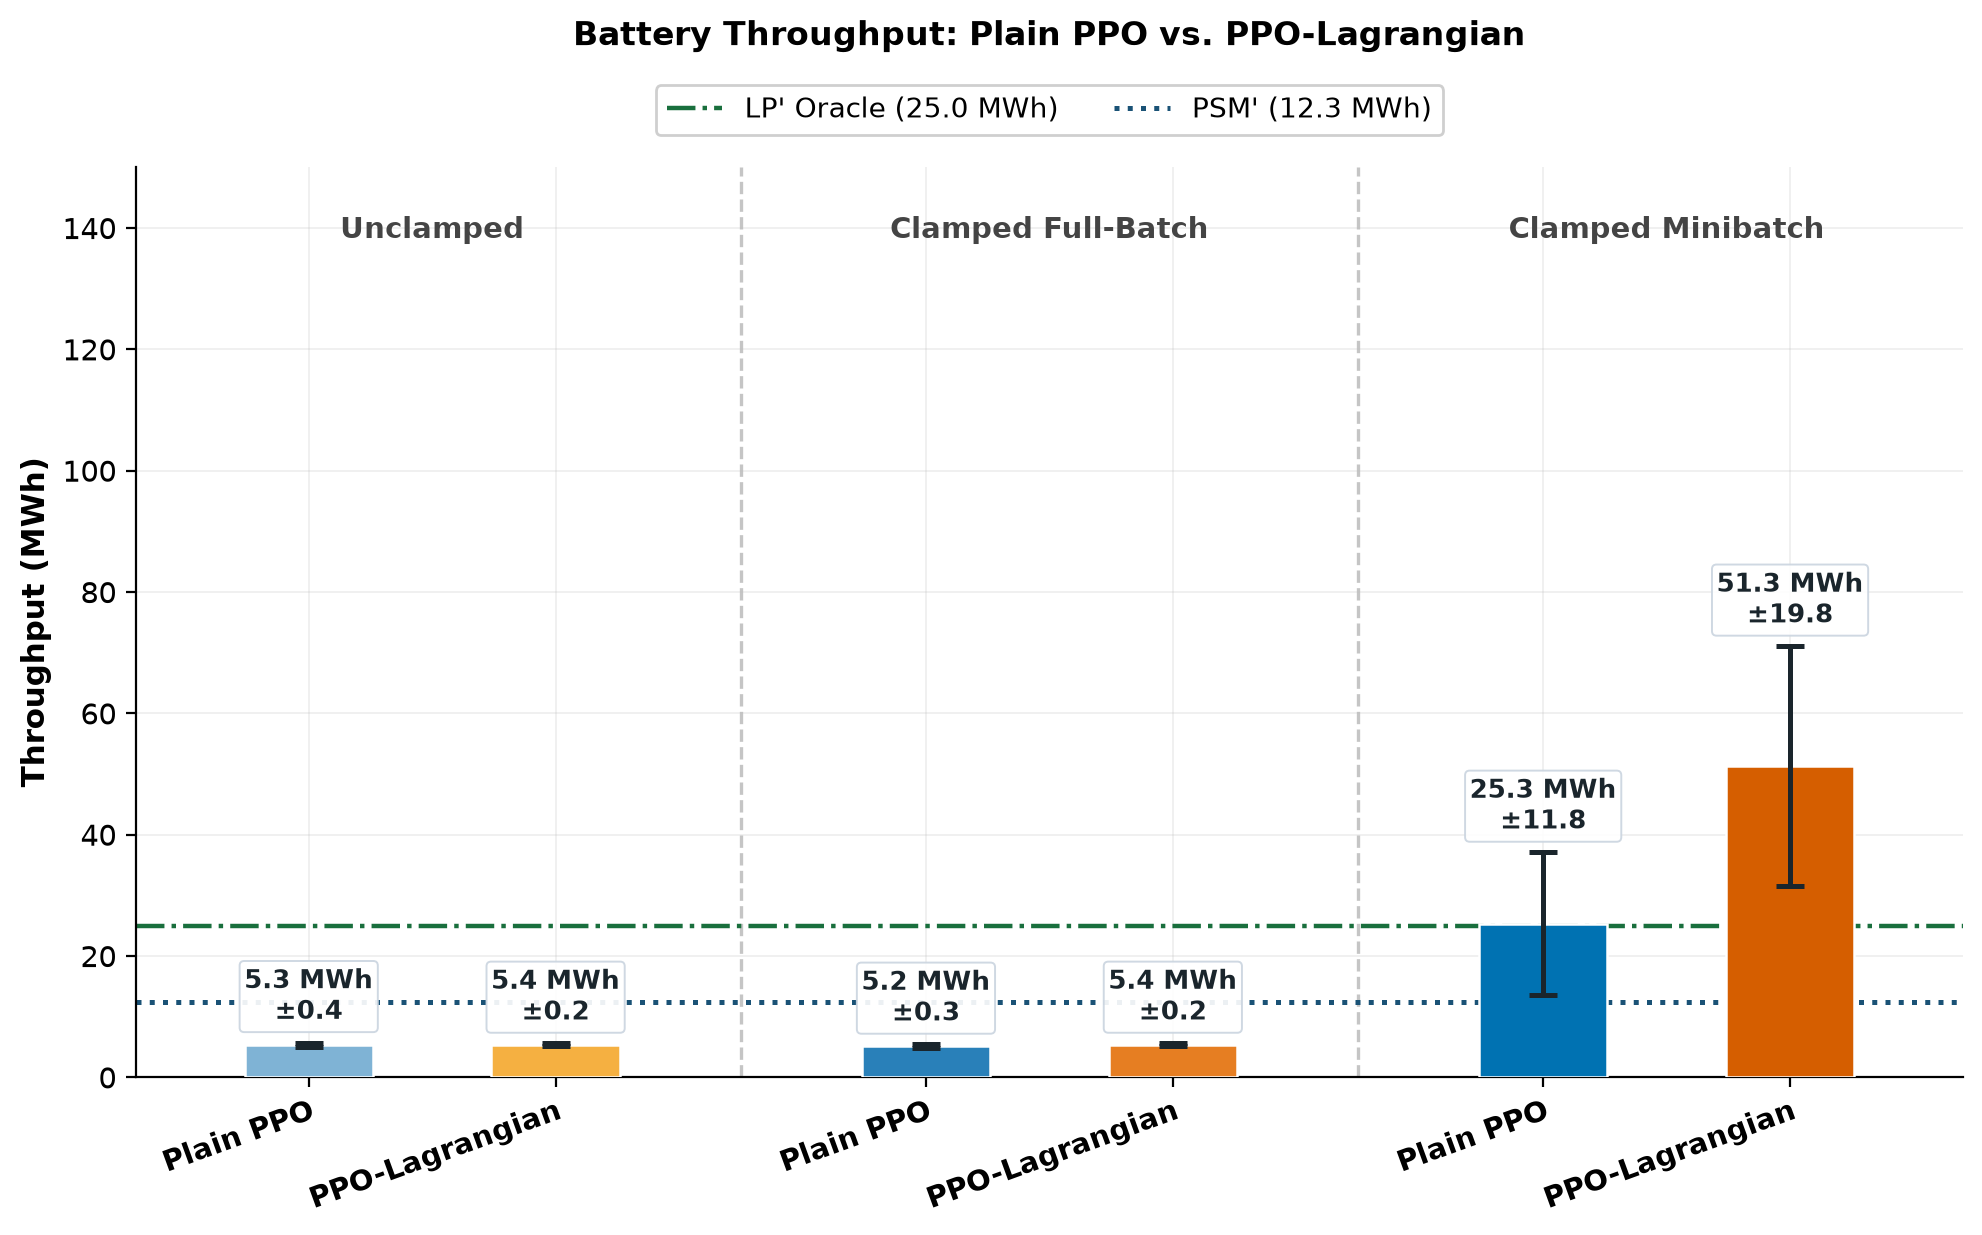 Battery Throughput: Plain PPO vs. PPO-Lagrangian
LP' Oracle (25.0 MWh)
PSM' (12.3 MWh)
Unclamped
Clamped Full-Batch
Clamped Minibatch
Throughput (MWh)
140
120
100
80
60
40
20
0
5.3 MWh
±0.4
5.4 MWh
±0.2
5.2 MWh
±0.3
5.4 MWh
±0.2
25.3 MWh
±11.8
51.3 MWh
±19.8
Plain PPO
PPO-Lagrangian
Plain PPO
PPO-Lagrangian
Plain PPO
PPO-Lagrangian